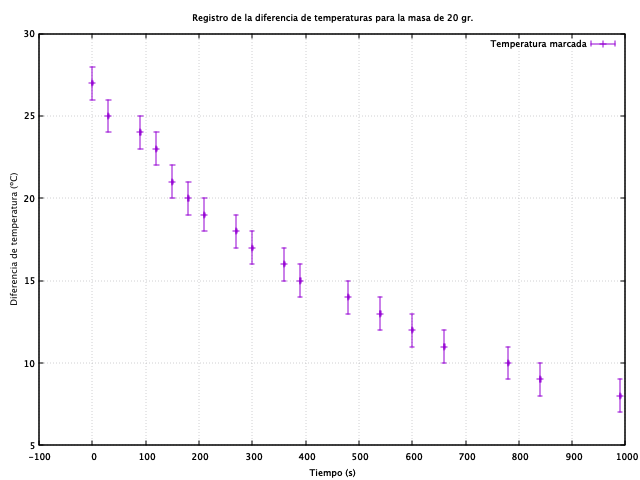 Registro de la diferencia de temperaturas para la masa de 20 gr.
Temperatura marcada
30
25
20
15
10
5
Diferencia de temperatura (ºC)
-100 0 100 200 300 400 500 600 700 800 900 1000
Tiempo (s)